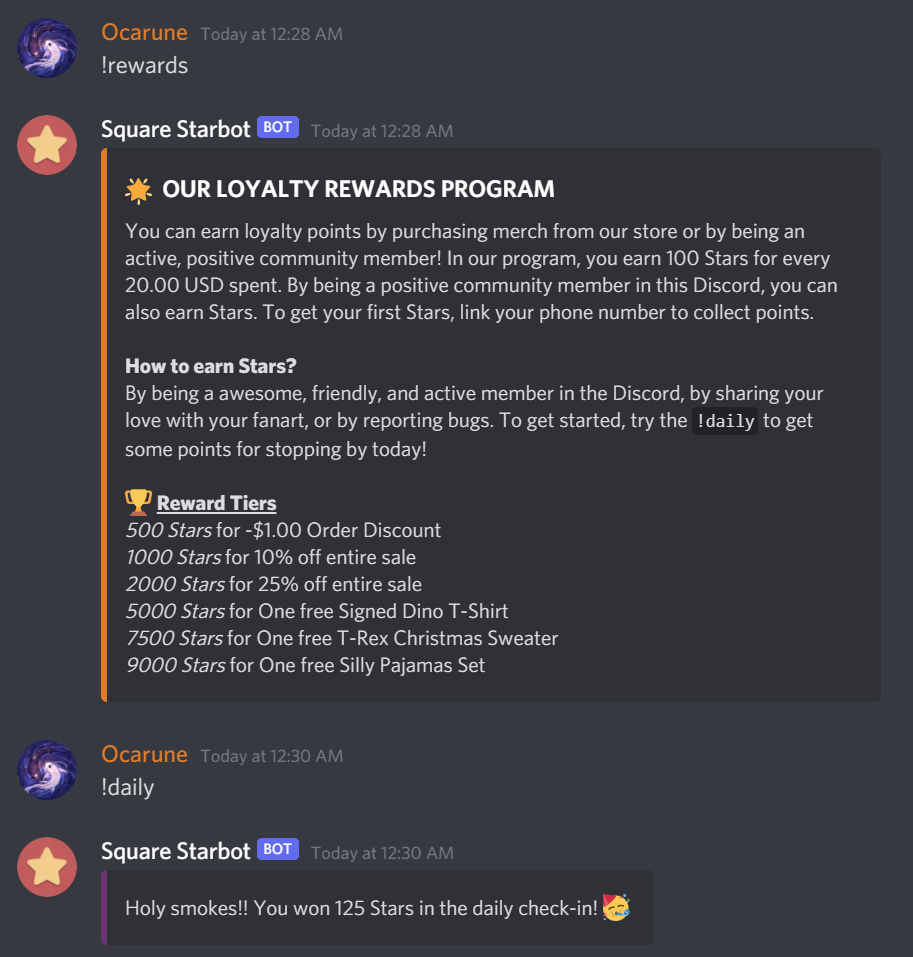 Ocarune Today at 12:28 AM
!rewards
Square Starbot BOT Today at 12:28 AM
OUR LOYALTY REWARDS PROGRAM
You can earn loyalty points by purchasing merch from our store or by being an
active, positive community member! In our program, you earn 100 Stars for every
20.00 USD spent. By being a positive community member in this Discord, you can
also earn Stars. To get your first Stars, link your phone number to collect points.
How to earn Stars?
By being a awesome, friendly, and active member in the Discord, by sharing your
love with your fanart, or by reporting bugs. To get started, try the !daily to get
some points for stopping by today!
Reward Tiers
500 Stars for -$1.00 Order Discount
1000 Stars for 10% off entire sale
2000 Stars for 25% off entire sale
5000 Stars for One free Signed Dino T-Shirt
7500 Stars for One free T-Rex Christmas Sweater
9000 Stars for One free Silly Pajamas Set
Ocarune Today at 12:30 AM
!daily
Square Starbot BOT Today at 12:30 AM
Holy smokes!! You won 125 Stars in the daily check-in!